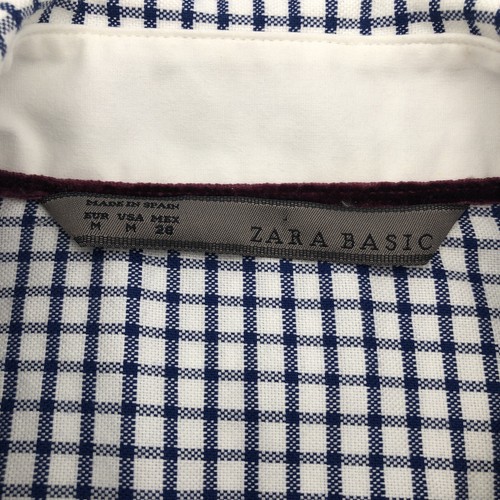 MADE IN SPAIN
EUR USA MEX
M M 28
ZARA BASIC